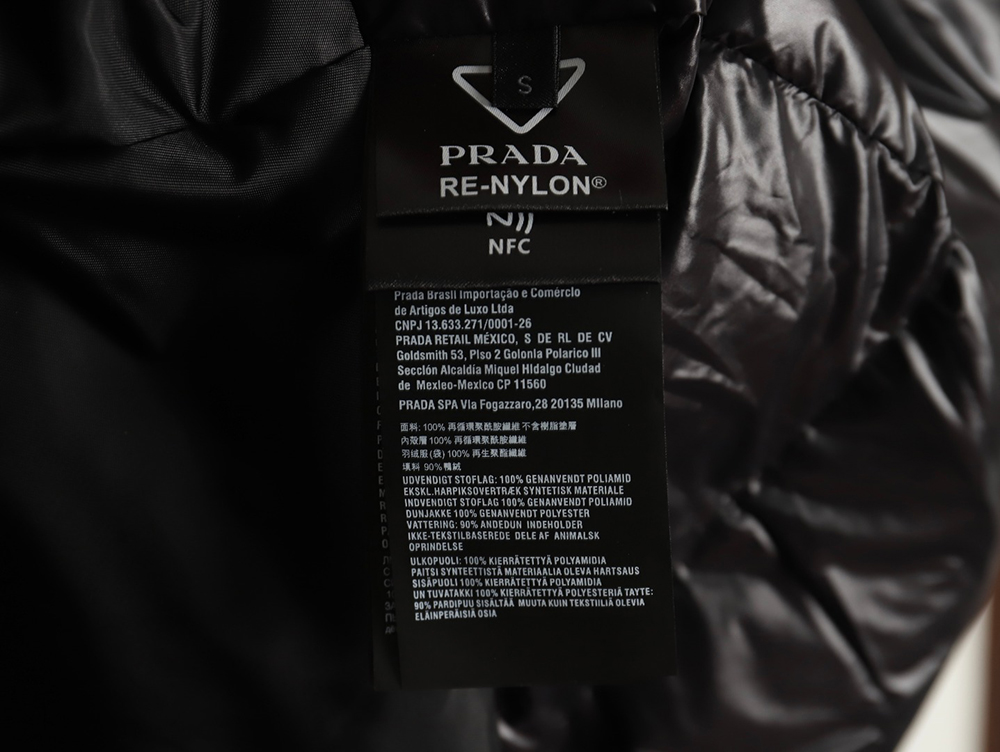 S
PRADA
RE-NYLON®
NFC
Prada Brasil Importação e Comércio
de Artigos de Luxo Ltda
CNPJ 13.633.271/0001-26
PRADA RETAIL MÉXICO, S DE RL DE CV
Goldsmith 53, Plso 2 Golonla Polarico III
Sección Alcaldía Miquel HIdalgo Cludad
de Mexleo-Mexico CP 11560
PRADA SPA VIa Fogazzaro,28 20135 MIlano
面料: 100% 再循環聚酰胺纖維 不含樹脂塗層
內殼層 100% 再循環聚酰胺纖維
羽绒服 (袋) 100% 再生聚酯纖維
填料 90% 鴨絨
UDVENDIGT STOFLAG: 100% GENANVENDT POLIAMID
EKSKL.HARPIKSOVERTRÆK SYNTETISK MATERIALE
INDVENDIGT STOFLAG 100% GENANVENDT POLIAMID
DUNJAKKE 100% GENANVENDT POLYESTER
VATTERING: 90% ANDEDUN INDEHOLDER
IKKE-TEKSTILBASEREDE DELE AF ANIMALSK
OPRINDELSE
ULKOPUOLI: 100% KIERRÄTETTYÄ POLYAMIDIA
PAITSI SYNTEETTISTÄ MATERIAALIA OLEVA HARTSAUS
SISÄPUOLI 100% KIERRÄTETTYÄ POLYAMIDIA
UN TUVATAKKI 100% KIERRÄTETTYÄ POLYESTERIÄ TÄYTE:
90% PARDIPUU SISÄLTÄÄ MUUTA KUIN TEKSTIILIÄ OLEVIA
ELÄINPERÄISIÄ OSIA